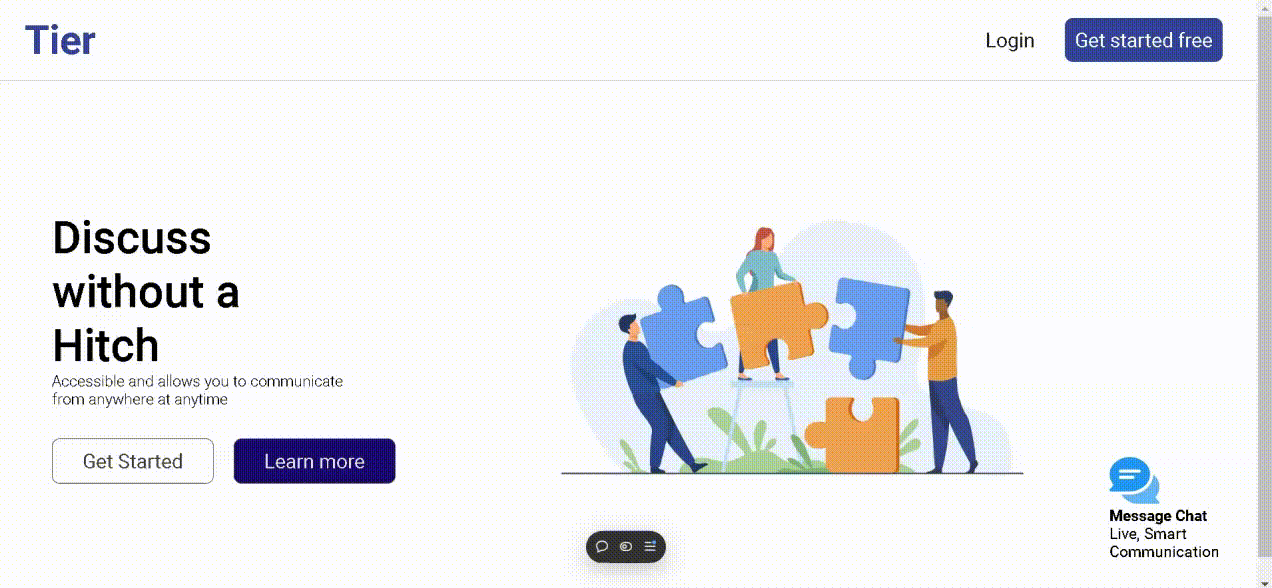 Tier
Login
Get started free
Discuss
without a
Hitch
Accessible and allows you to communicate
from anywhere at anytime
Get Started
Learn more
Message Chat
Live, Smart
Communication